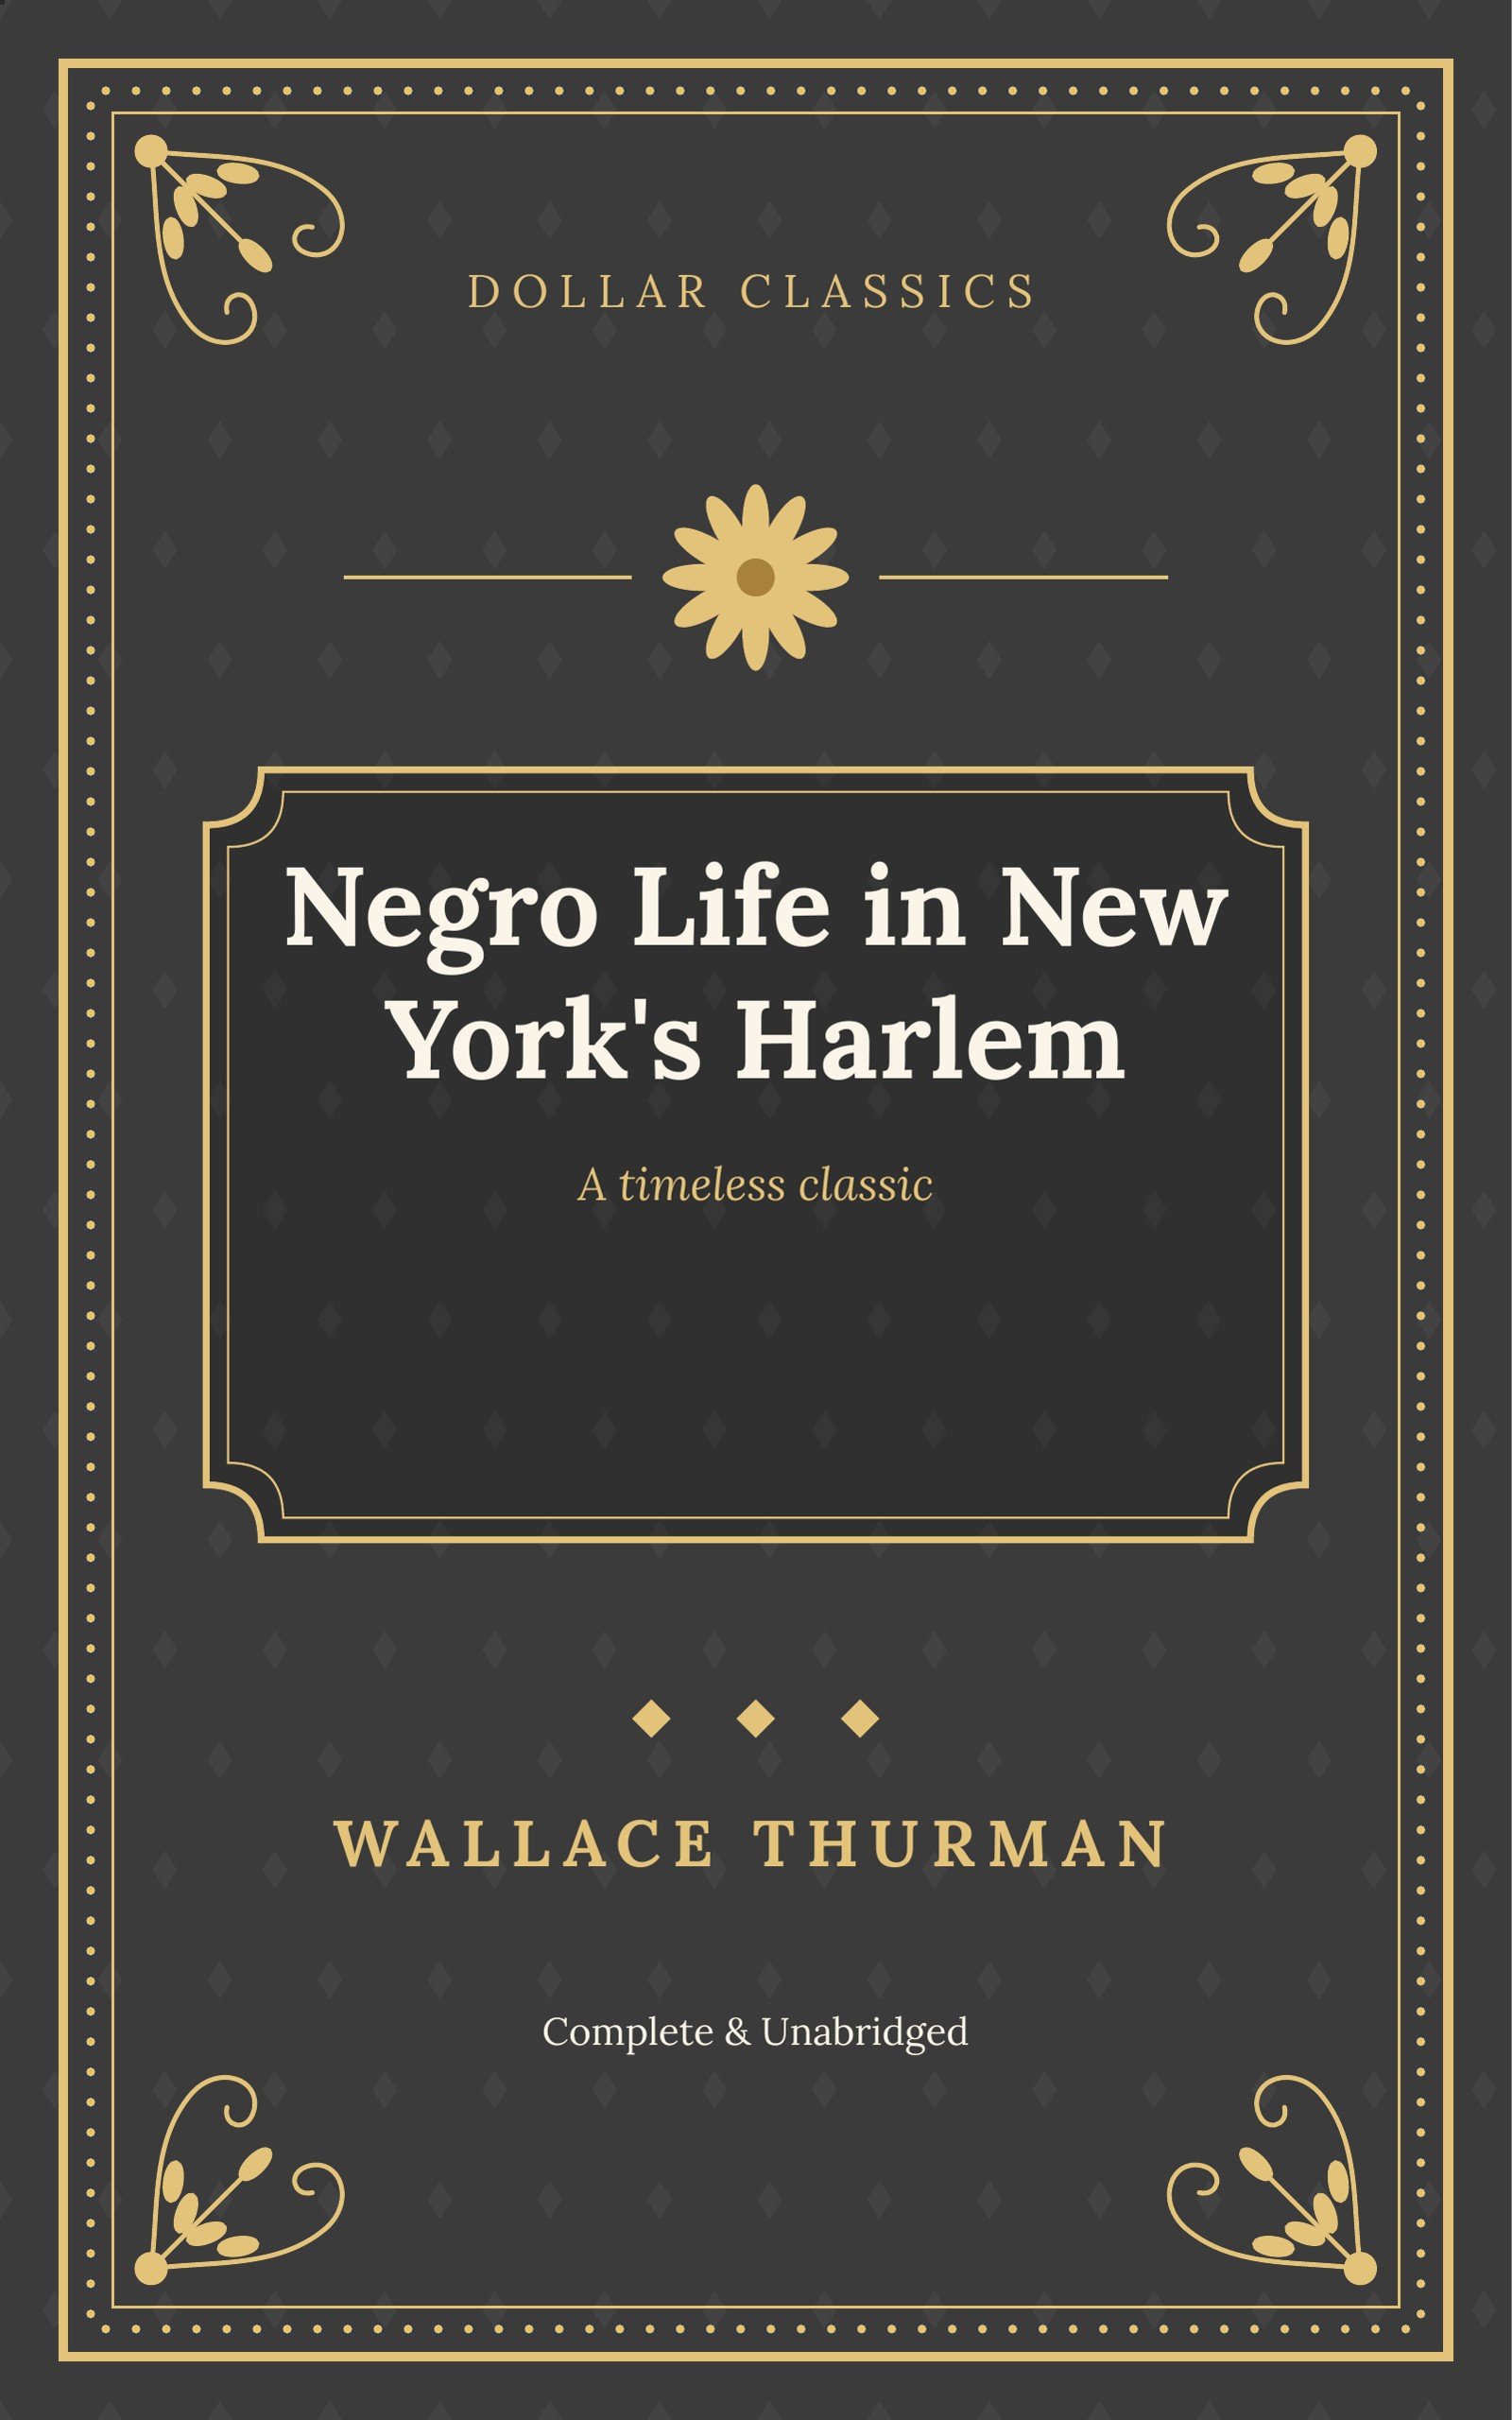 DOLLAR CLASSICS
Negro Life in New
York's Harlem
A timeless classic
WALLACE THURMAN
Complete & Unabridged